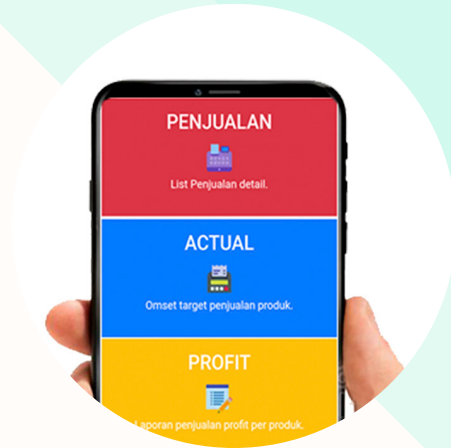 PENJUALAN
List Penjualan detail.
ACTUAL
Omset target penjualan produk.
PROFIT
Laporan penjualan profit per produk.